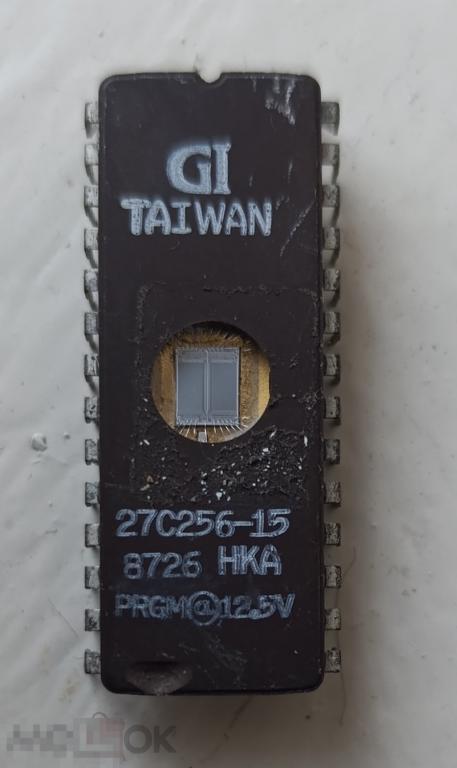 GI
TAIWAN
27C256-15
8726 HKA
PRGM@12.5V